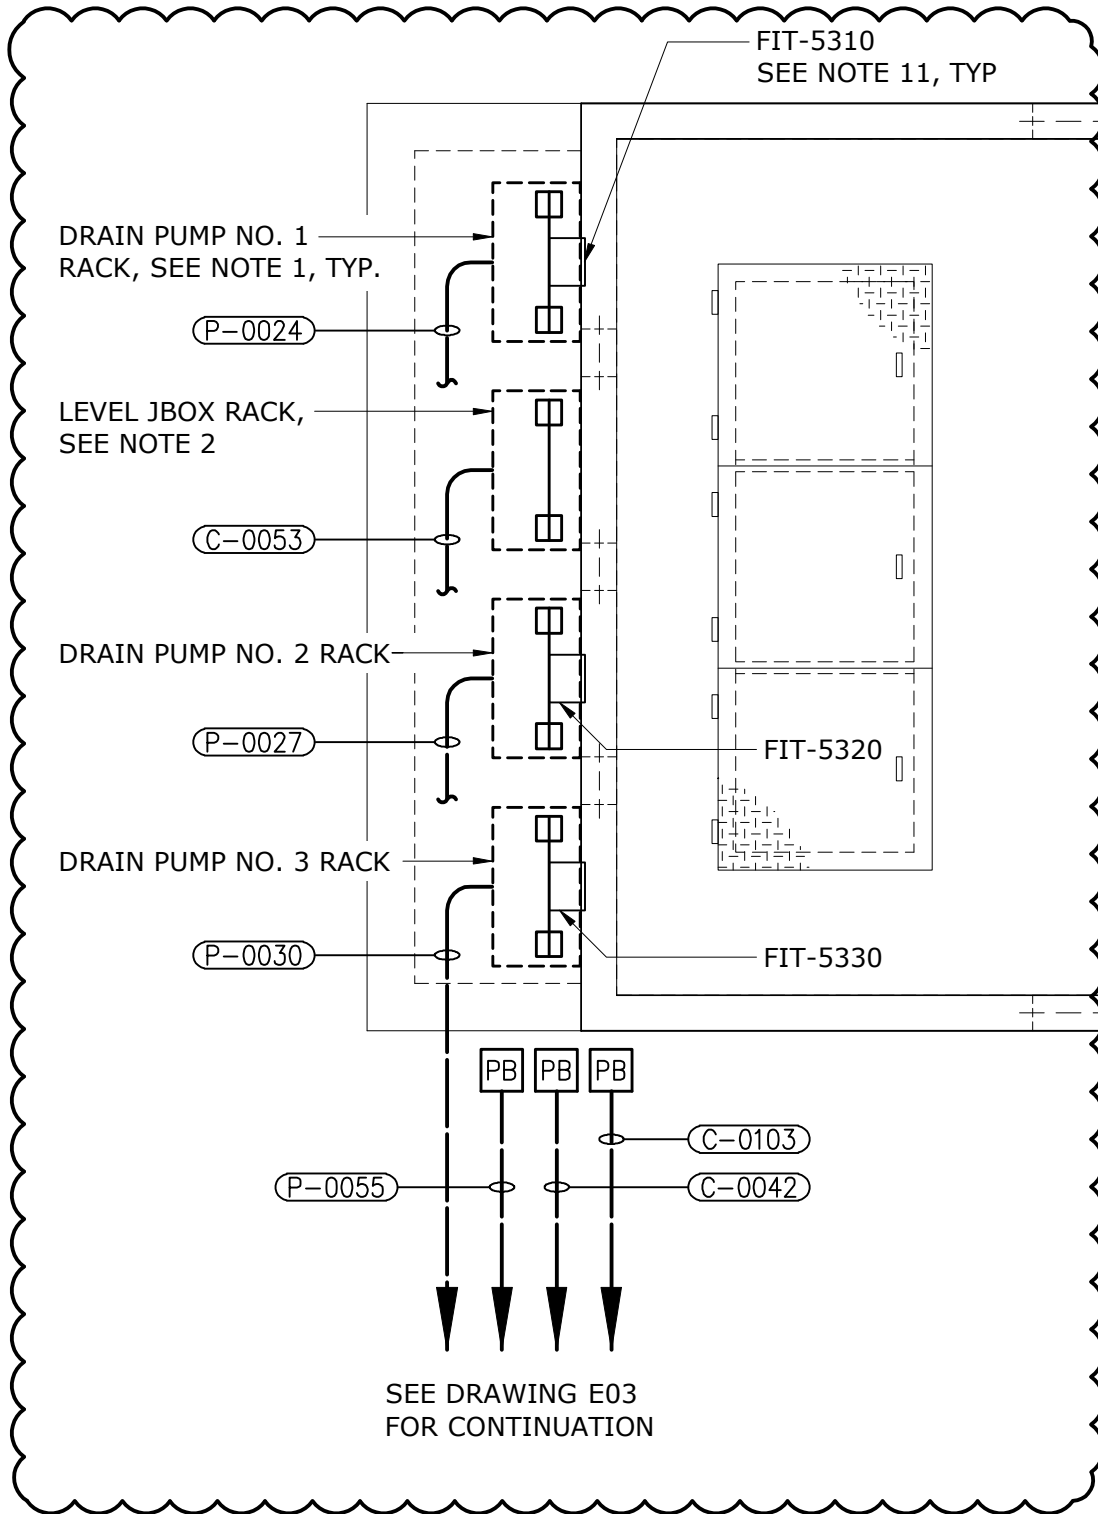 FIT-5310
SEE NOTE 11, TYP
DRAIN PUMP NO. 1
RACK, SEE NOTE 1, TYP.
P-0024
LEVEL JBOX RACK,
SEE NOTE 2
C-0053
DRAIN PUMP NO. 2 RACK
P-0027
FIT-5320
DRAIN PUMP NO. 3 RACK
P-0030
FIT-5330
PB PB PB
C-0103
P-0055
C-0042
SEE DRAWING E03
FOR CONTINUATION